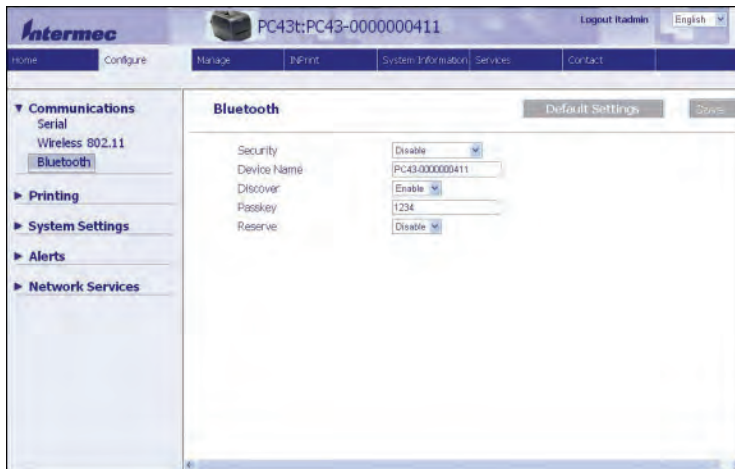 Intermec
PC43t:PC43-0000000411
Logout itadmin
English
Home
Configure
Manage
INPrint
System Information
Services
Contact
Communications
Serial
Wireless 802.11
Bluetooth
Printing
System Settings
Alerts
Network Services
Bluetooth
Default Settings
Save
Security Disable
Device Name PC43-0000000411
Discover Enable
Passkey 1234
Reserve Disable